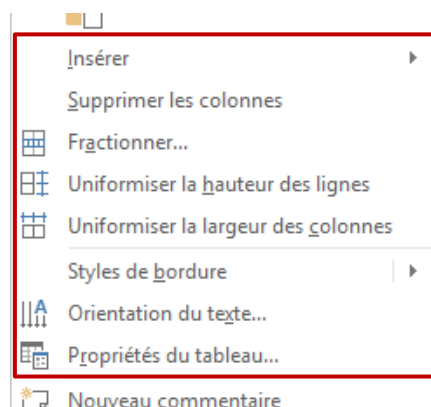 Insérer
Supprimer les colonnes
Fractionner...
Uniformiser la hauteur des lignes
Uniformiser la largeur des colonnes
Styles de bordure
Orientation du texte...
Propriétés du tableau...
Nouveau commentaire